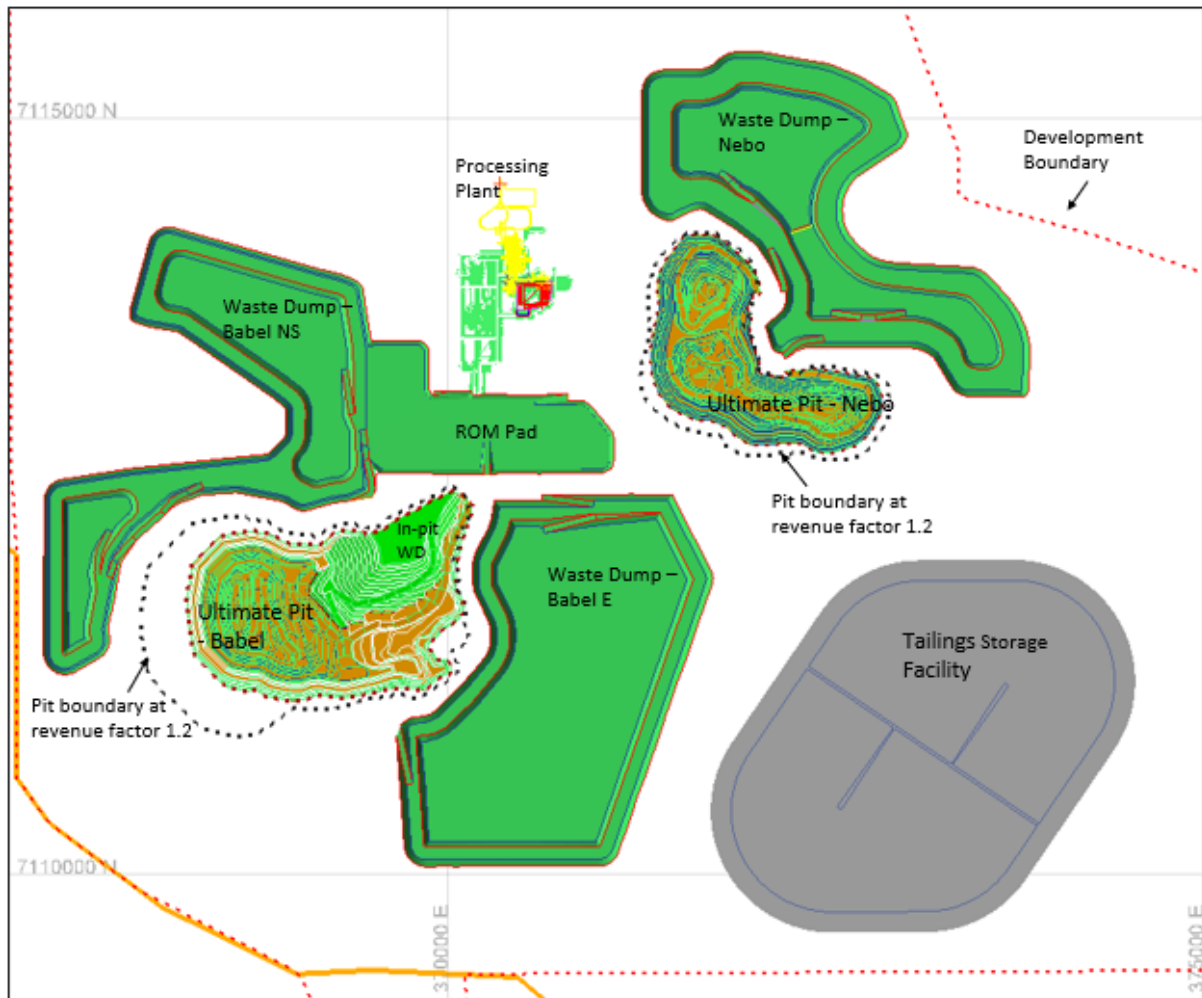 7115000 N
Waste Dump –
Nebo
Development
Boundary
Processing
Plant
Waste Dump –
Babel NS
Ultimate Pit - Nebo
ROM Pad
Pit boundary at
revenue factor 1.2
In-pit
WD
Waste Dump –
Babel E
Ultimate Pit
- Babel
Tailings Storage
Facility
Pit boundary at
revenue factor 1.2
7110000 N
375000 E